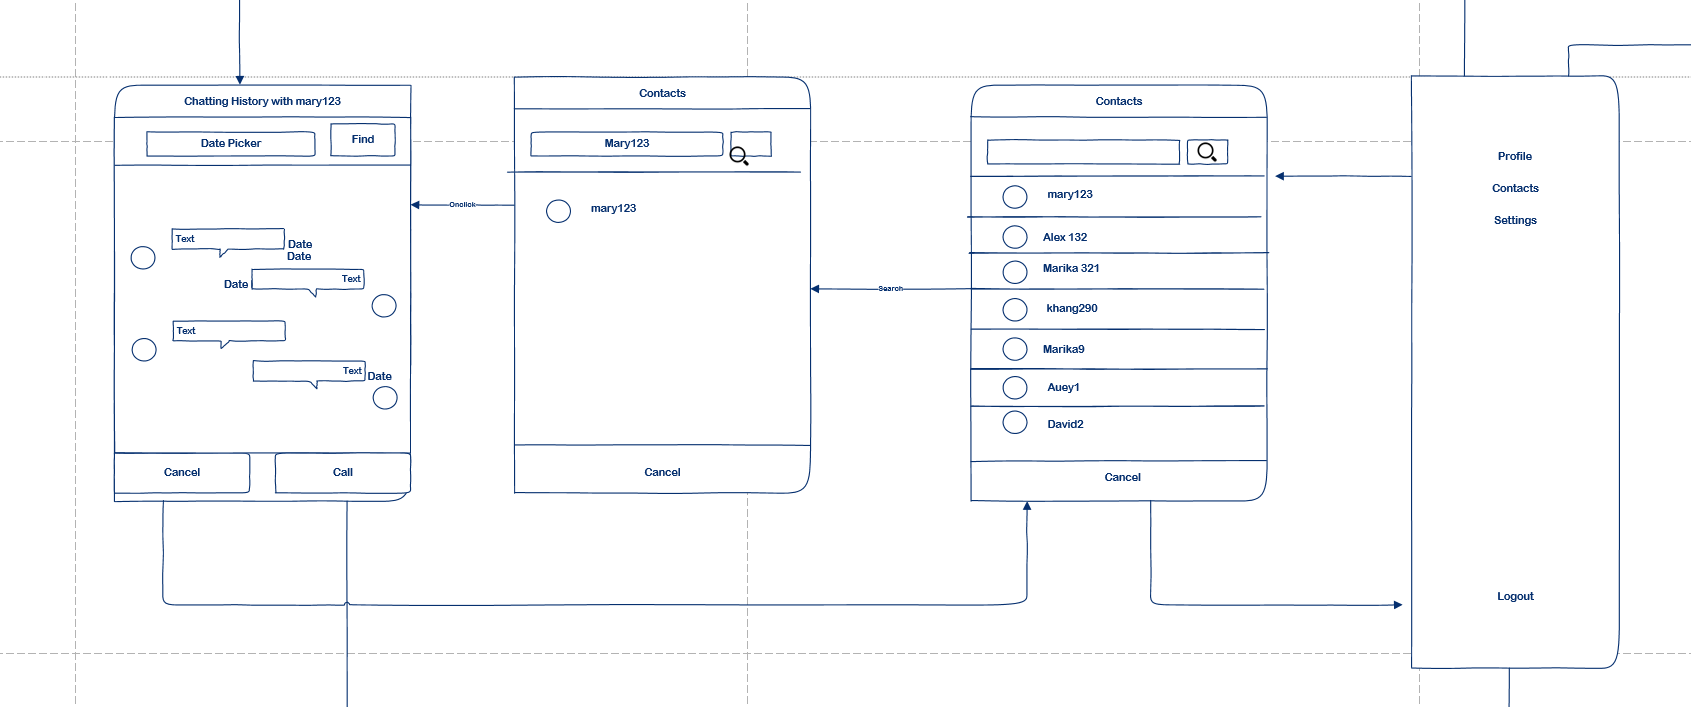 Chatting History with mary123
Date Picker
Find
Text
Date
Date
Date
Text
Text
Text
Date
Cancel
Call
Onclick
Contacts
Mary123
mary123
Cancel
Search
Contacts
mary123
Alex 132
Marika 321
khang290
Marika9
Auey1
David2
Cancel
Profile
Contacts
Settings
Logout